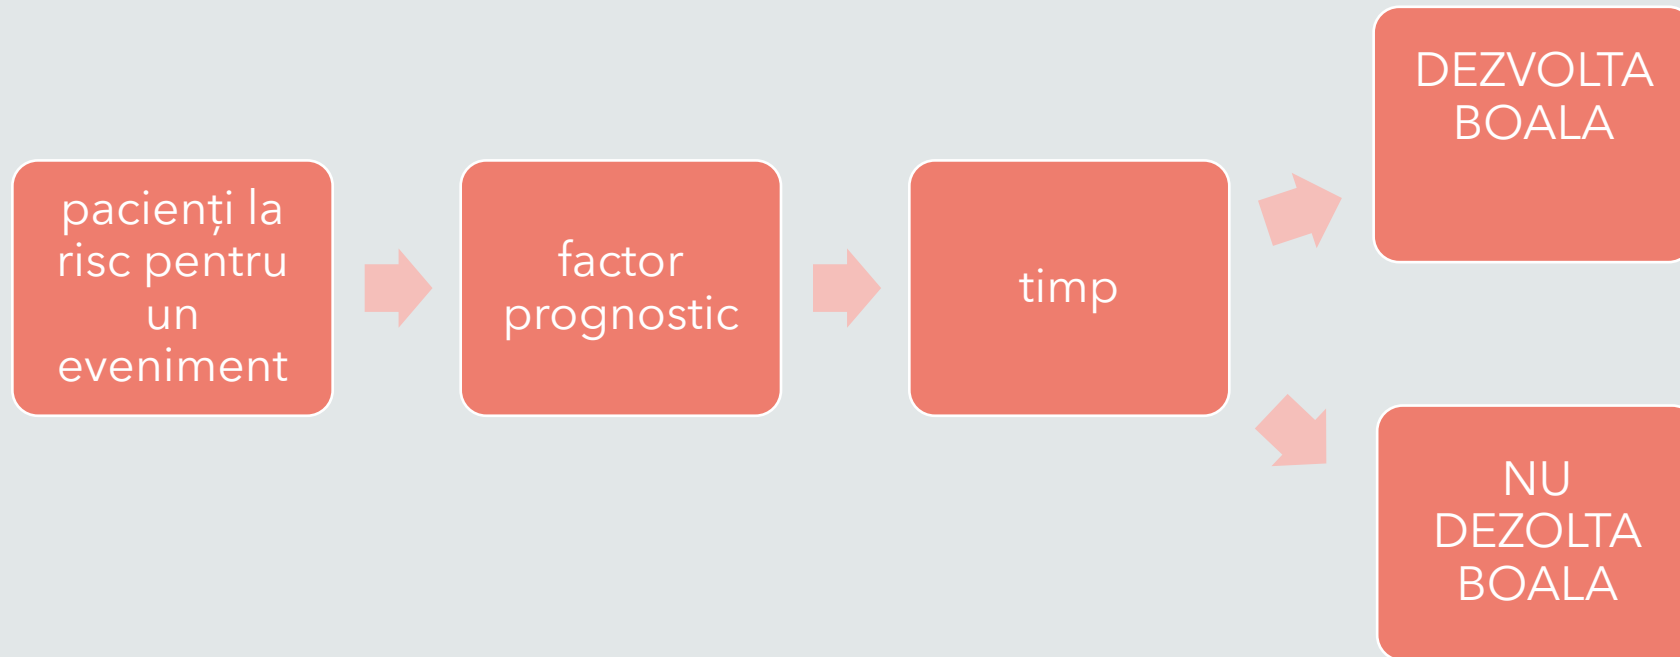 pacienți la
risc pentru
un
eveniment
factor
prognostic
timp
DEZVOLTA
BOALA
NU
DEZOLTA
BOALA